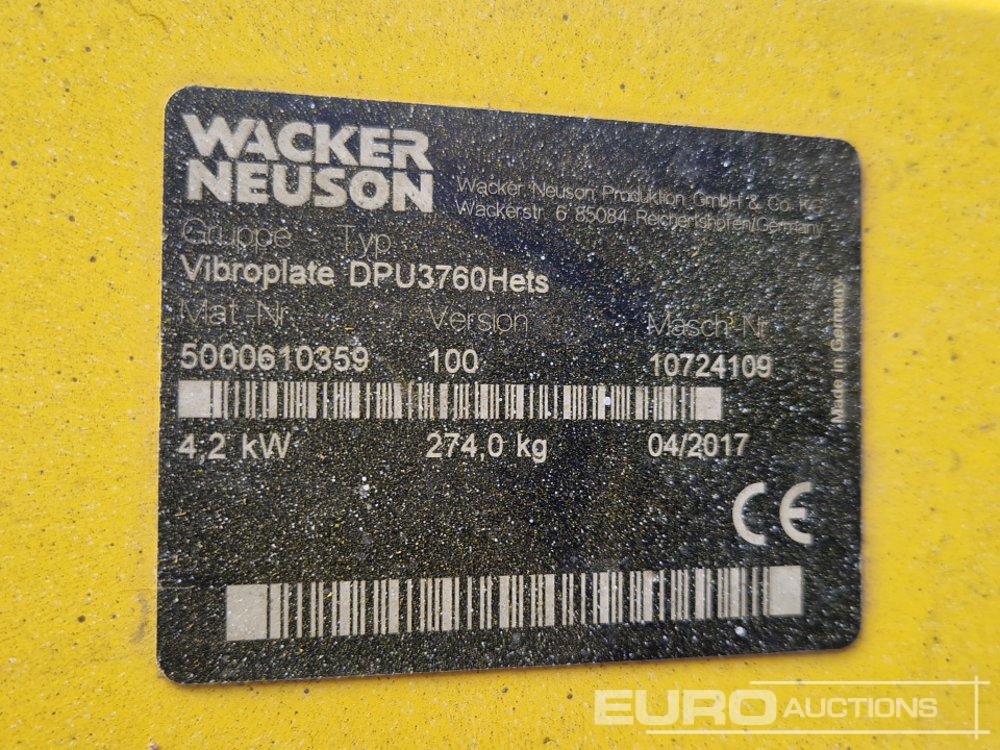 WACKER
NEUSON
Wacker Neuson Produktion GmbH & Co. KG
Wackerstr. 6 85084 Reichertshofen/Germany
Gruppe - Typ
Vibroplate DPU3760Hets
Mat.-Nr. Version Masch.-Nr.
5000610359 100 10724109
4,2 kW 274,0 kg 04/2017
Made in Germany
CE
EURO AUCTIONS